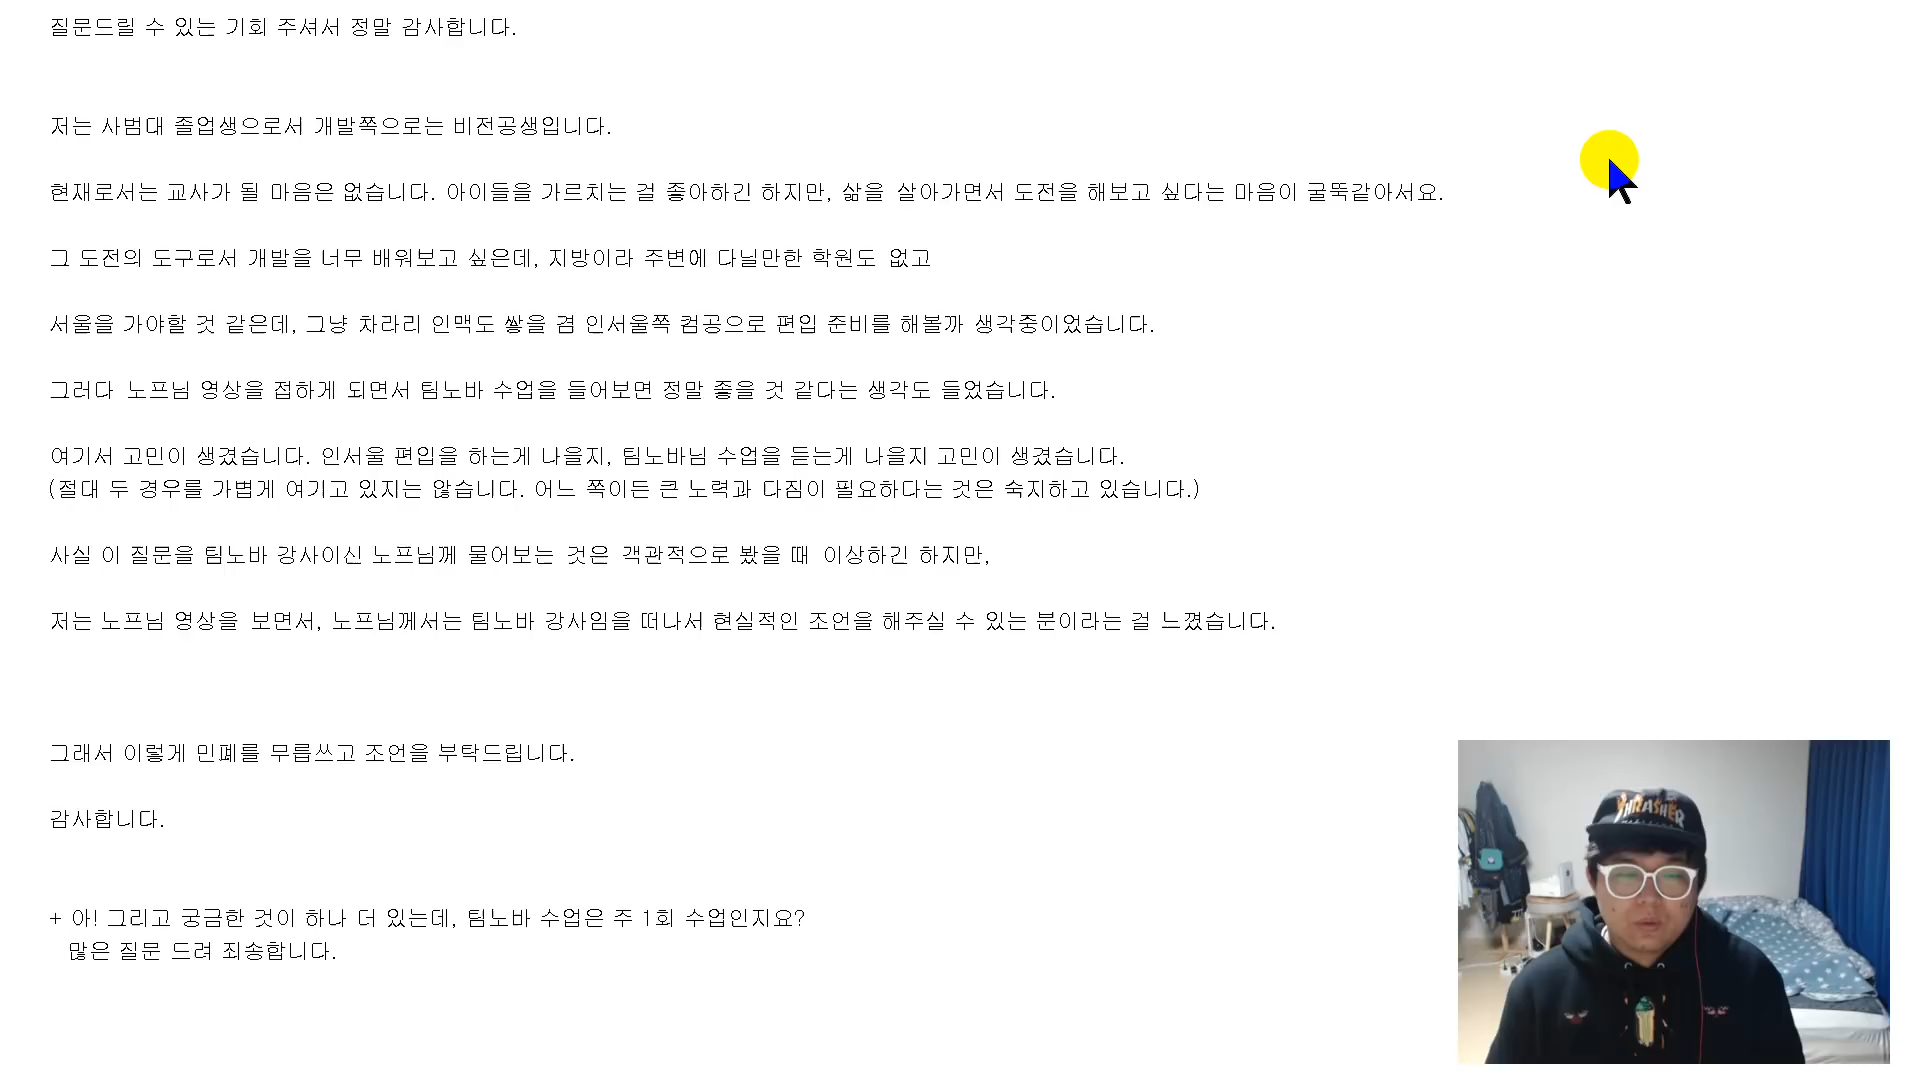 질문드릴 수 있는 기회 주셔서 정말 감사합니다.
저는 사범대 졸업생으로서 개발쪽으로는 비전공생입니다.
현재로서는 교사가 될 마음은 없습니다. 아이들을 가르치는 걸 좋아하긴 하지만, 삶을 살아가면서 도전을 해보고 싶다는 마음이 굴뚝같아서요.
그 도전의 도구로서 개발을 너무 배워보고 싶은데, 지방이라 주변에 다닐만한 학원도 없고
서울을 가야할 것 같은데, 그냥 차라리 인맥도 쌓을 겸 인서울쪽 컴공으로 편입 준비를 해볼까 생각중이었습니다.
그러다 노프님 영상을 접하게 되면서 팀노바 수업을 들어보면 정말 좋을 것 같다는 생각도 들었습니다.
여기서 고민이 생겼습니다. 인서울 편입을 하는게 나을지, 팀노바님 수업을 듣는게 나을지 고민이 생겼습니다.
(절대 두 경우를 가볍게 여기고 있지는 않습니다. 어느 쪽이든 큰 노력과 다짐이 필요하다는 것은 숙지하고 있습니다.)
사실 이 질문을 팀노바 강사이신 노프님께 물어보는 것은 객관적으로 봤을 때 이상하긴 하지만,
저는 노프님 영상을 보면서, 노프님께서는 팀노바 강사임을 떠나서 현실적인 조언을 해주실 수 있는 분이라는 걸 느꼈습니다.
그래서 이렇게 민폐를 무릅쓰고 조언을 부탁드립니다.
감사합니다.
THRASHER
+ 아! 그리고 궁금한 것이 하나 더 있는데, 팀노바 수업은 주 1회 수업인지요?
많은 질문 드려 죄송합니다.